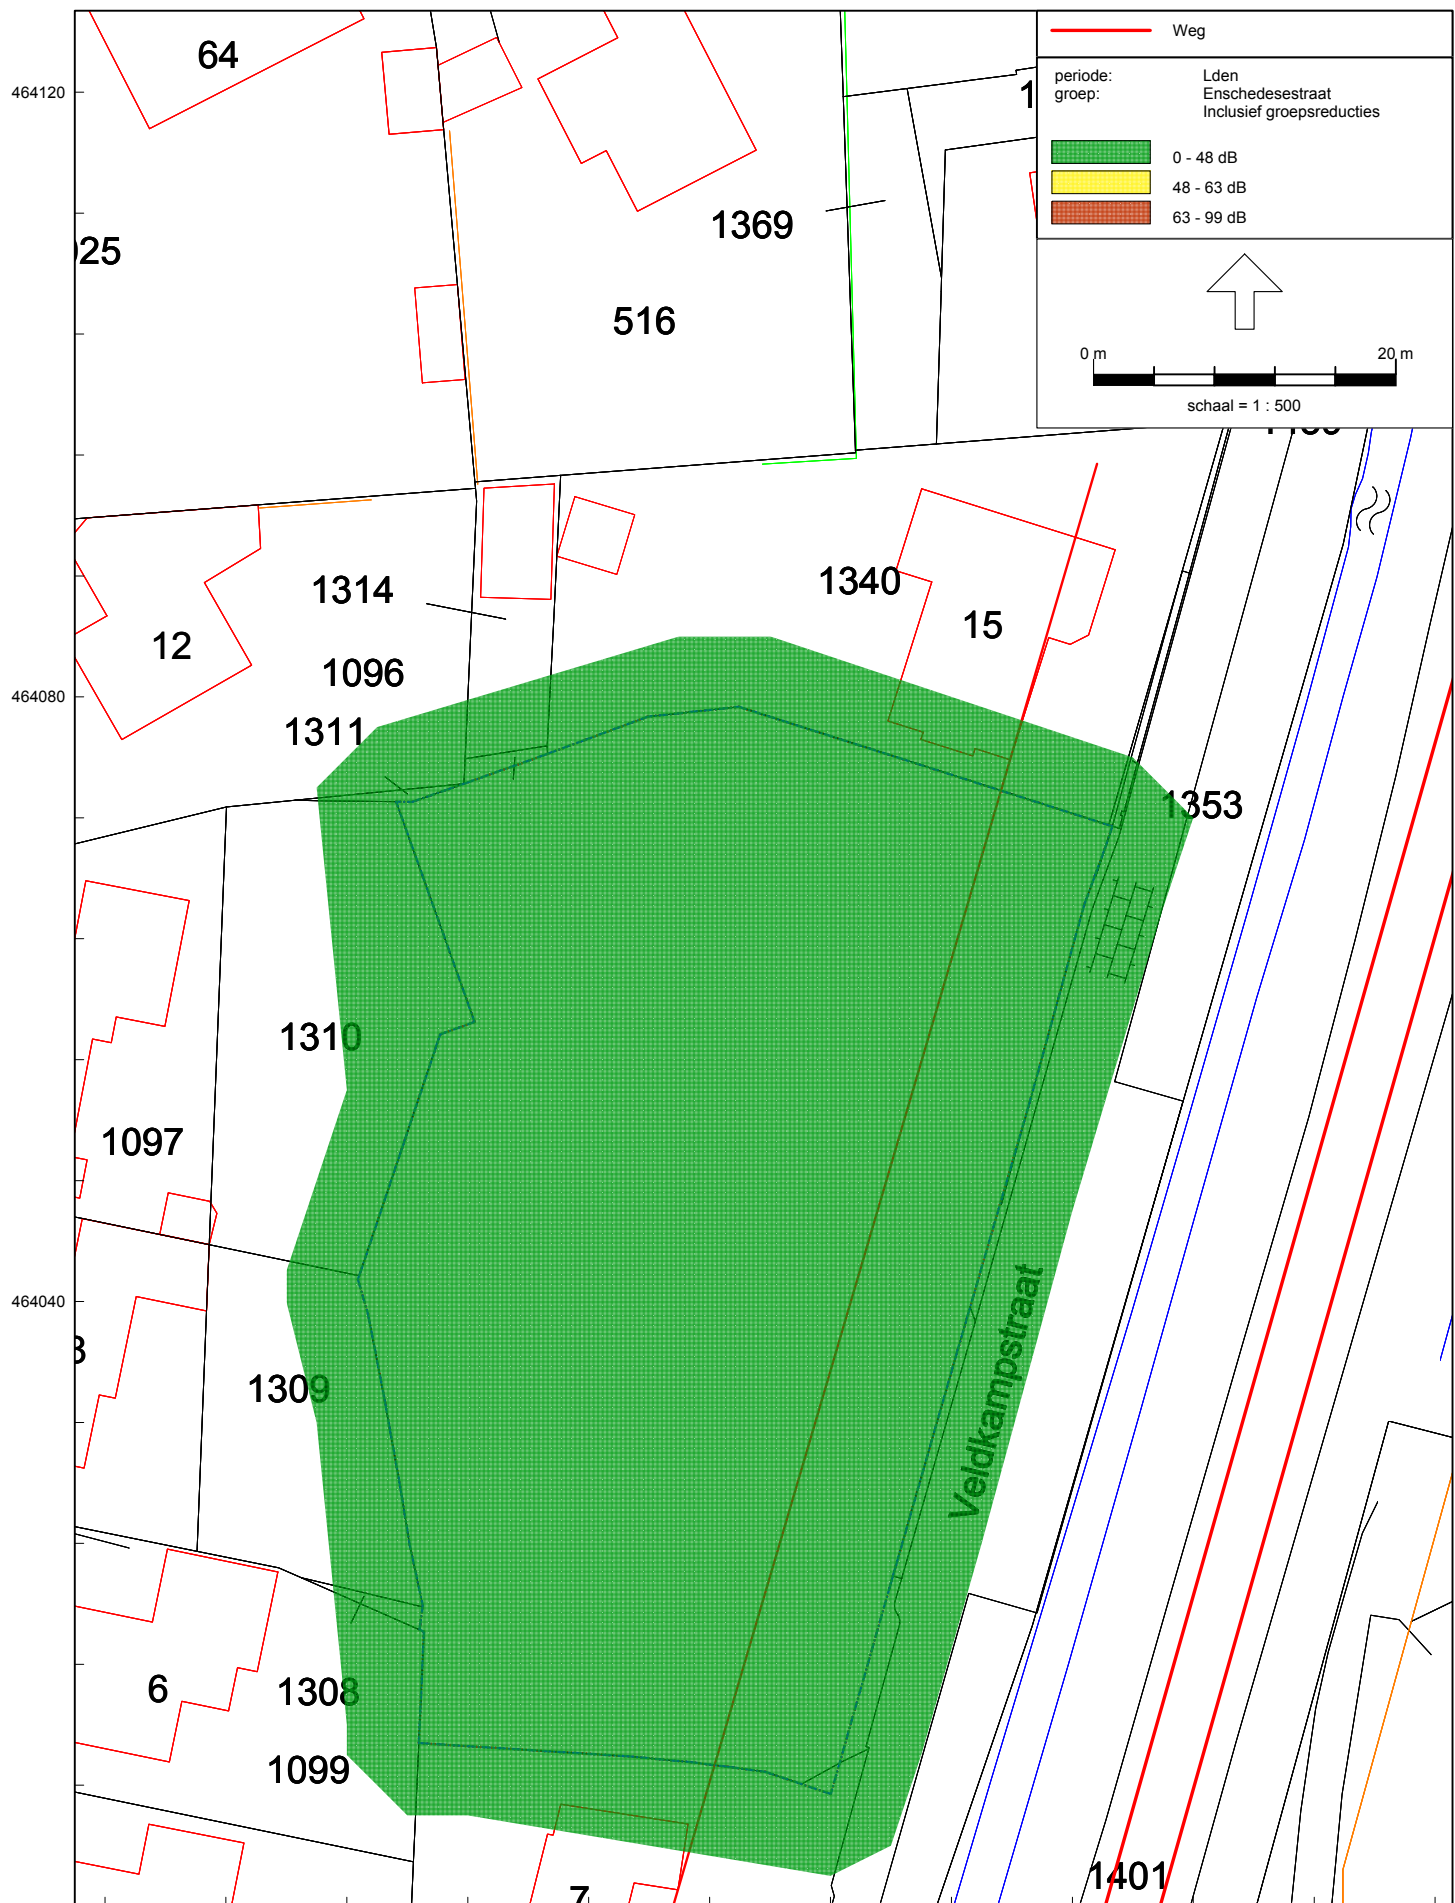 Weg
periode: Lden
groep: Enschedesestraat
Inclusief groepsreducties
0 - 48 dB
48 - 63 dB
63 - 99 dB
0 m 20 m
schaal = 1 : 500
64
464120
1369
516
1314
1340
15
12
1096
464080
1311
1353
1310
1097
Veldkampstraat
464040
1309
6
1308
1099
1401
7